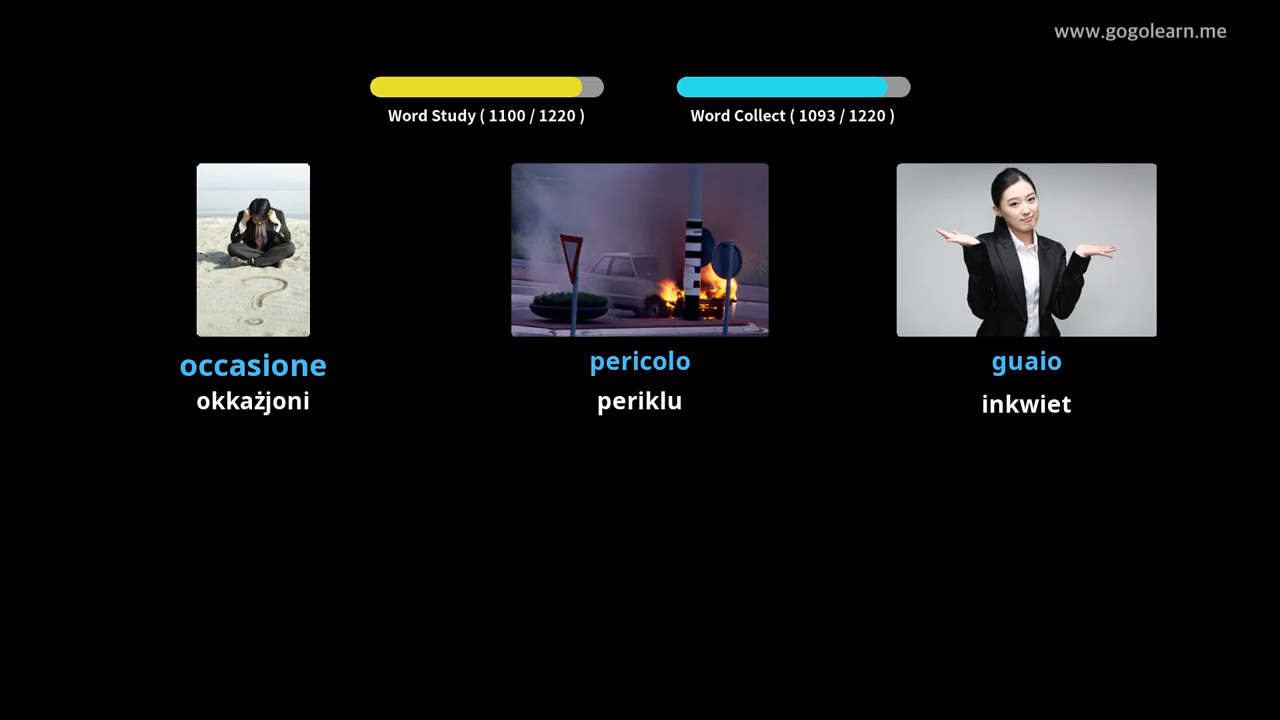 www.gogolearn.me
Word Study ( 1100 / 1220 )
Word Collect ( 1093 / 1220 )
occasione
okkażjoni
pericolo
periklu
guaio
inkwiet